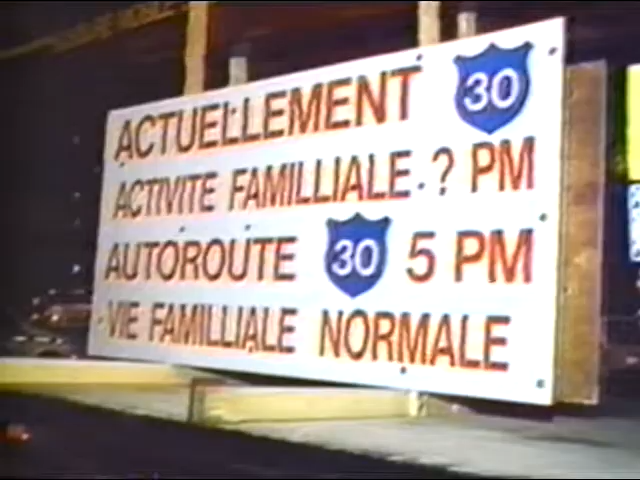 ACTUELLEMENT 30
ACTIVITE FAMILLIALE. ? PM
AUTOROUTE 30 5 PM
VIE FAMILLIALE NORMALE